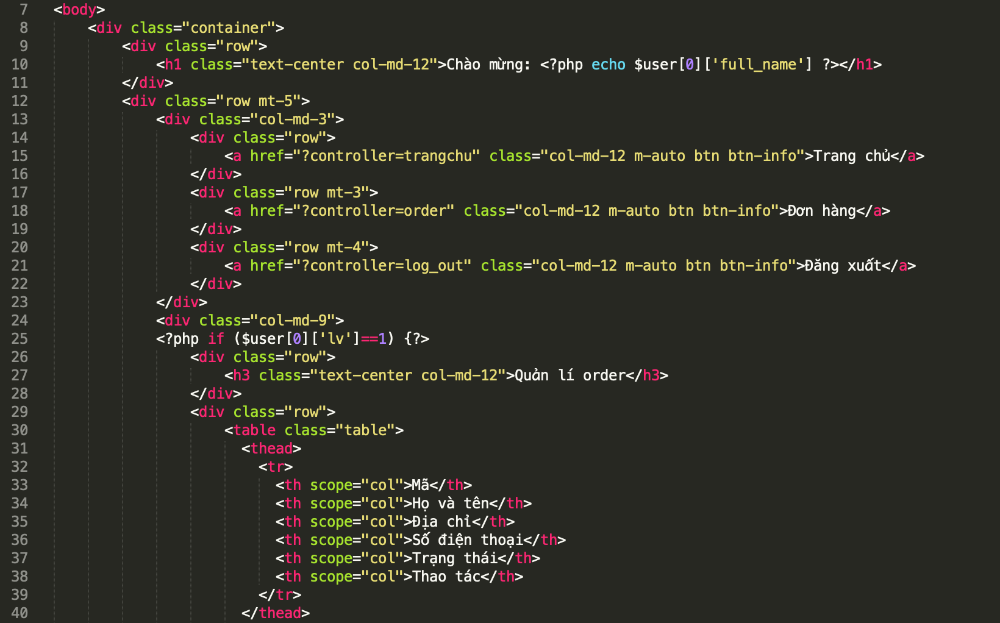 7 <body>
8 <div class="container">
9 <div class="row">
10 <h1 class="text-center col-md-12">Chào mừng: <?php echo $user[0]['full_name'] ?></h1>
11 </div>
12 <div class="row mt-5">
13 <div class="col-md-3">
14 <div class="row">
15 <a href="?controller=trangchu" class="col-md-12 m-auto btn btn-info">Trang chủ</a>
16 </div>
17 <div class="row mt-3">
18 <a href="?controller=order" class="col-md-12 m-auto btn btn-info">Đơn hàng</a>
19 </div>
20 <div class="row mt-4">
21 <a href="?controller=log_out" class="col-md-12 m-auto btn btn-info">Đăng xuất</a>
22 </div>
23 </div>
24 <div class="col-md-9">
25 <?php if ($user[0]['lv']==1) {?>
26 <div class="row">
27 <h3 class="text-center col-md-12">Quản lí order</h3>
28 </div>
29 <div class="row">
30 <table class="table">
31 <thead>
32 <tr>
33 <th scope="col">Mã</th>
34 <th scope="col">Họ và tên</th>
35 <th scope="col">Địa chỉ</th>
36 <th scope="col">Số điện thoại</th>
37 <th scope="col">Trạng thái</th>
38 <th scope="col">Thao tác</th>
39 </tr>
40 </thead>